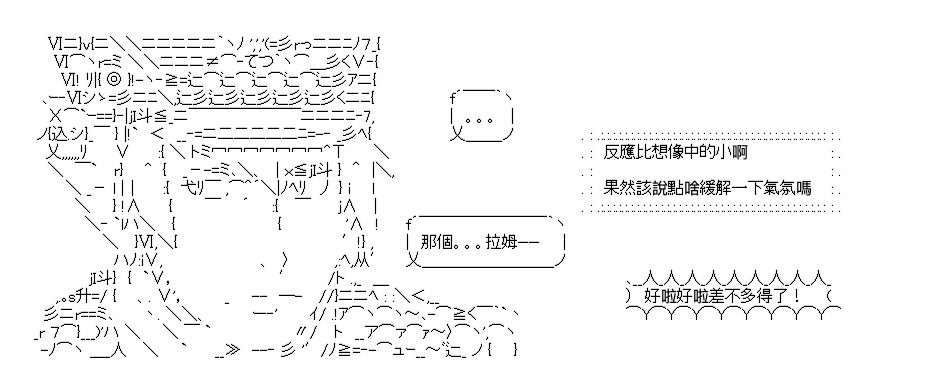 。。。
反應比想像中的小啊
果然該說點啥緩解一下氣氛嗎
那個。。。拉姆——
好啦好啦差不多得了！